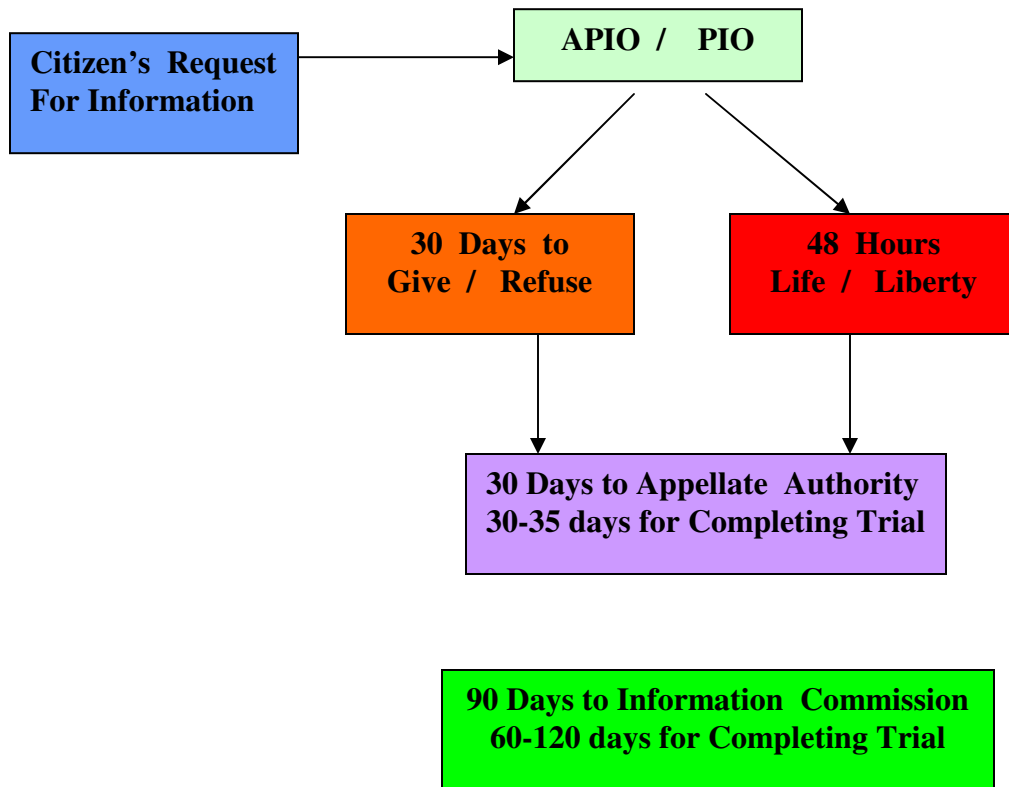 Citizen's Request
For Information
APIO / PIO
30 Days to
Give / Refuse
48 Hours
Life / Liberty
30 Days to Appellate Authority
30-35 days for Completing Trial
90 Days to Information Commission
60-120 days for Completing Trial